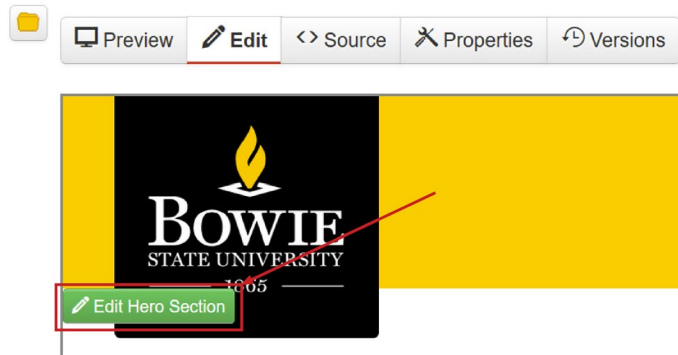 Preview Edit <> Source Properties Versions
BOWIE
STATE UNIVERSITY
1865
Edit Hero Section